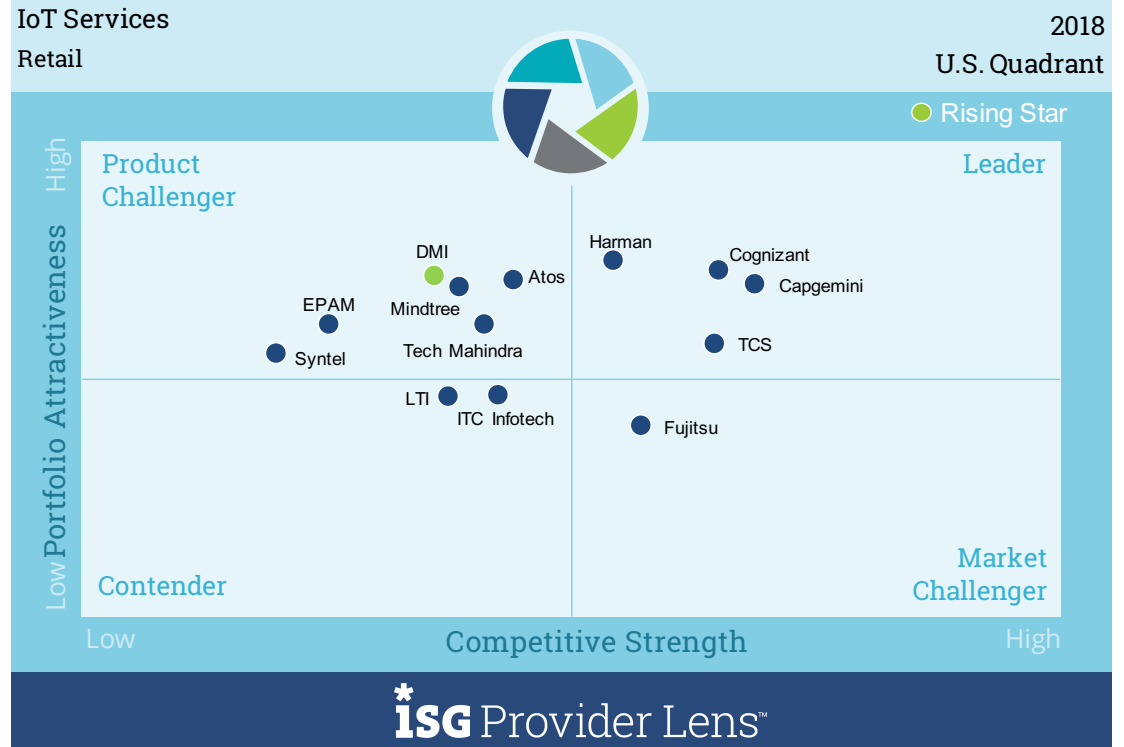 IoT Services
Retail
2018
U.S. Quadrant
Rising Star
High
Portfolio Attractiveness
Low
Product
Challenger
Leader
DMI
Harman
Cognizant
Atos
Capgemini
EPAM
Mindtree
TCS
Tech Mahindra
Syntel
LTI
ITC Infotech
Fujitsu
Contender
Market
Challenger
Low
Competitive Strength
High
*ISG Provider Lens™